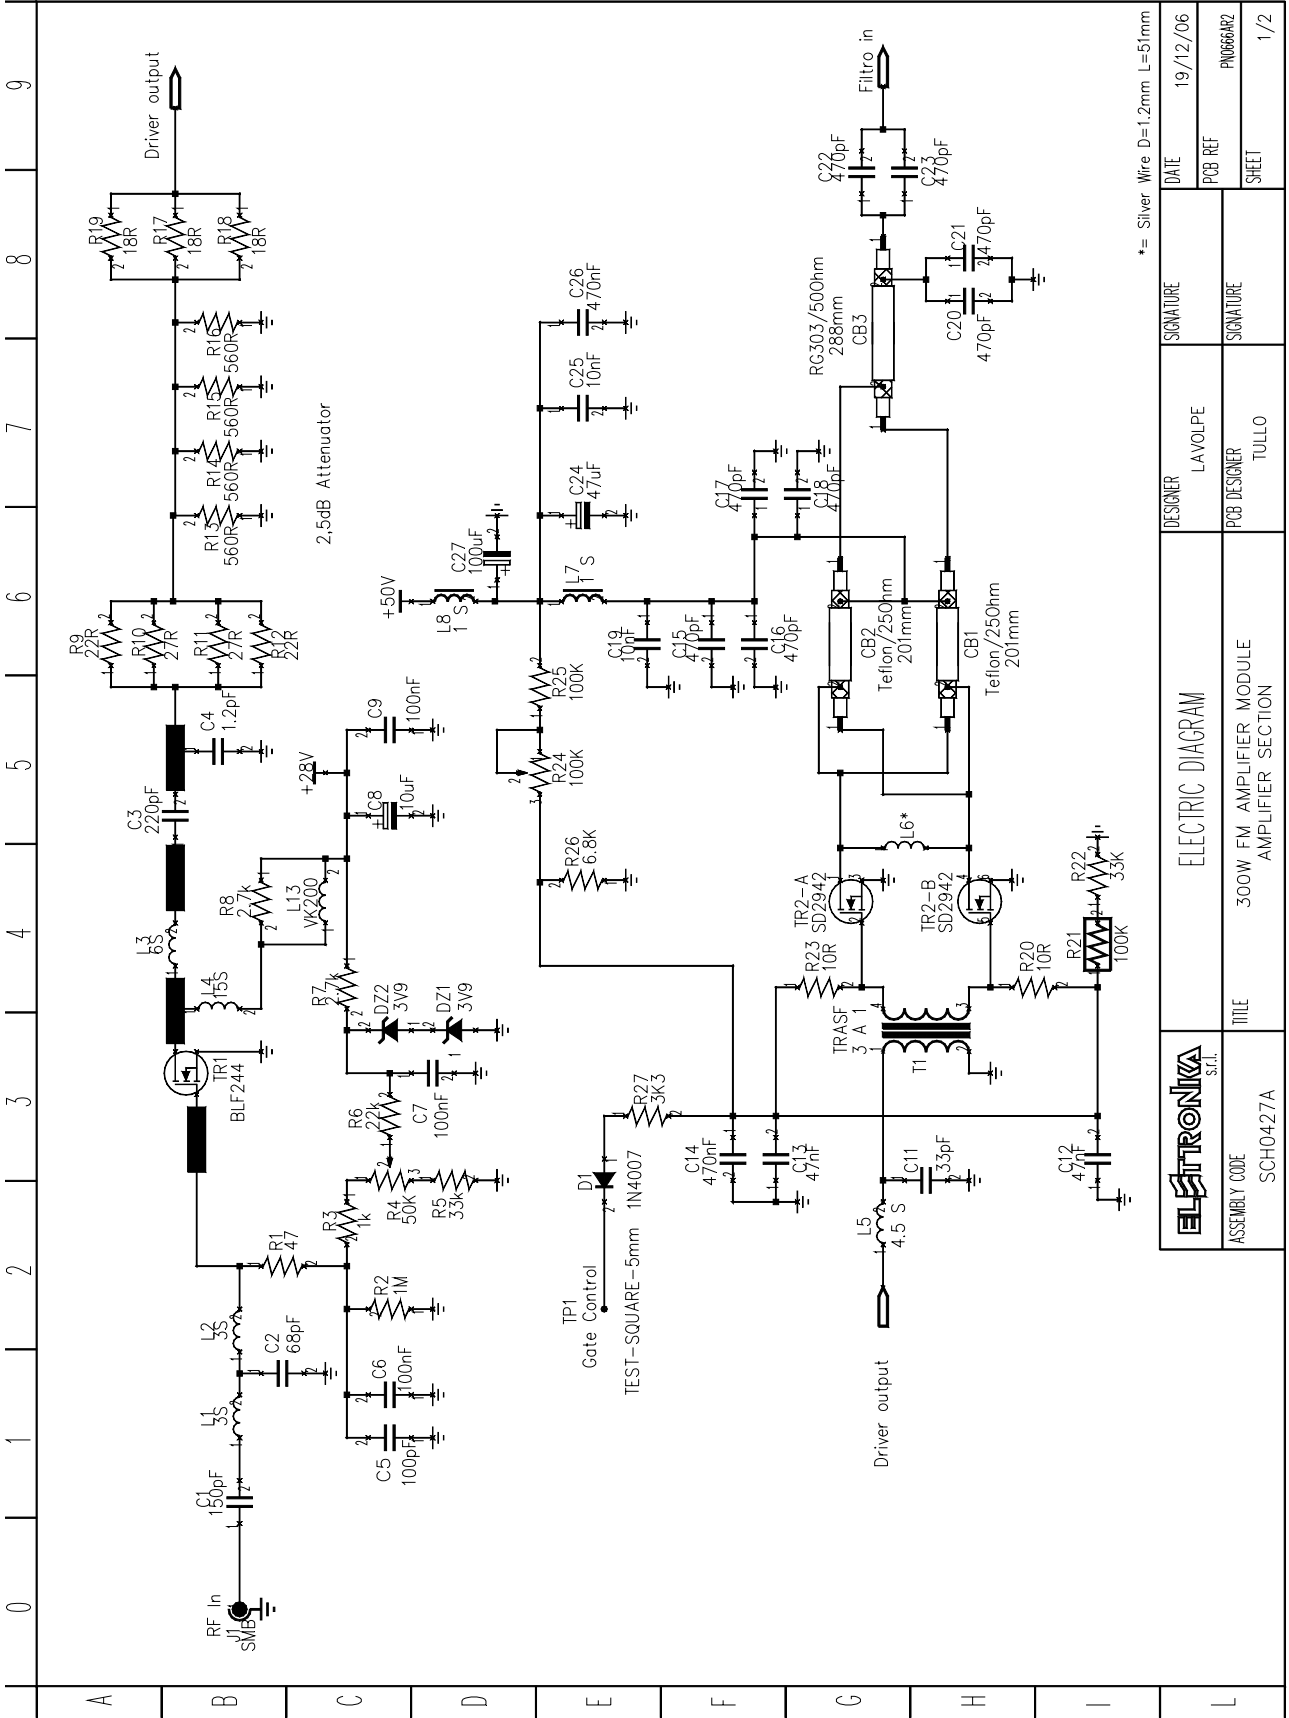 0 1 2 3 4 5 6 7 8 9
A
B
C
D
E
F
G
H
I
L
RF In
J1
SMB
C1
150pF
L1
3S
L2
3S
C2
68pF
R1
47
TR1
BLF244
L4
15S
L3
6S
C3
220pF
C4
1.2pF
R9
22R
R10
27R
R11
27R
R12
22R
R13
560R
R14
560R
R15
560R
R16
560R
2,5dB Attenuator
R19
18R
R17
18R
R18
18R
Driver output
R8
2.7k
L13
VK200
+28V
C8
10uF
C9
100nF
C5
100pF
C6
100nF
R2
1M
R3
1k
R4
50K
R5
33k
R6
22k
C7
100nF
R7
2.7k
DZ2
3V9
DZ1
3V9
+50V
L8
1 S
C27
100uF
L7
1 S
C24
47uF
C25
10nF
C26
470nF
R26
6.8K
R24
100K
R25
100K
C19
10nF
C15
470pF
C16
470pF
C17
470pF
C18
470pF
TP1
Gate Control
TEST-SQUARE-5mm
D1
1N4007
R27
3K3
C14
470nF
C13
47nF
Driver output
L5
4.5 S
C11
33pF
TRASF
3 A 1
T1
R23
10R
R20
10R
TR2-A
SD2942
TR2-B
SD2942
L6*
CB2
Teflon/250hm
201mm
CB1
Teflon/250hm
201mm
RG303/500hm
288mm
CB3
C20
470pF
C21
470pF
C22
470pF
C23
470pF
Filtro in
C12
47nF
R21
100K
R22
33K
*= Silver Wire D=1.2mm L=51mm
ELETTRONIKA
s.r.l.
ASSEMBLY CODE
SCH0427A
ELECTRIC DIAGRAM
TITLE
300W FM AMPLIFIER MODULE
AMPLIFIER SECTION
DESIGNER
LAVOLPE
PCB DESIGNER
TULLO
SIGNATURE
SIGNATURE
DATE
19/12/06
PCB REF
PN0666AR2
SHEET
1/2